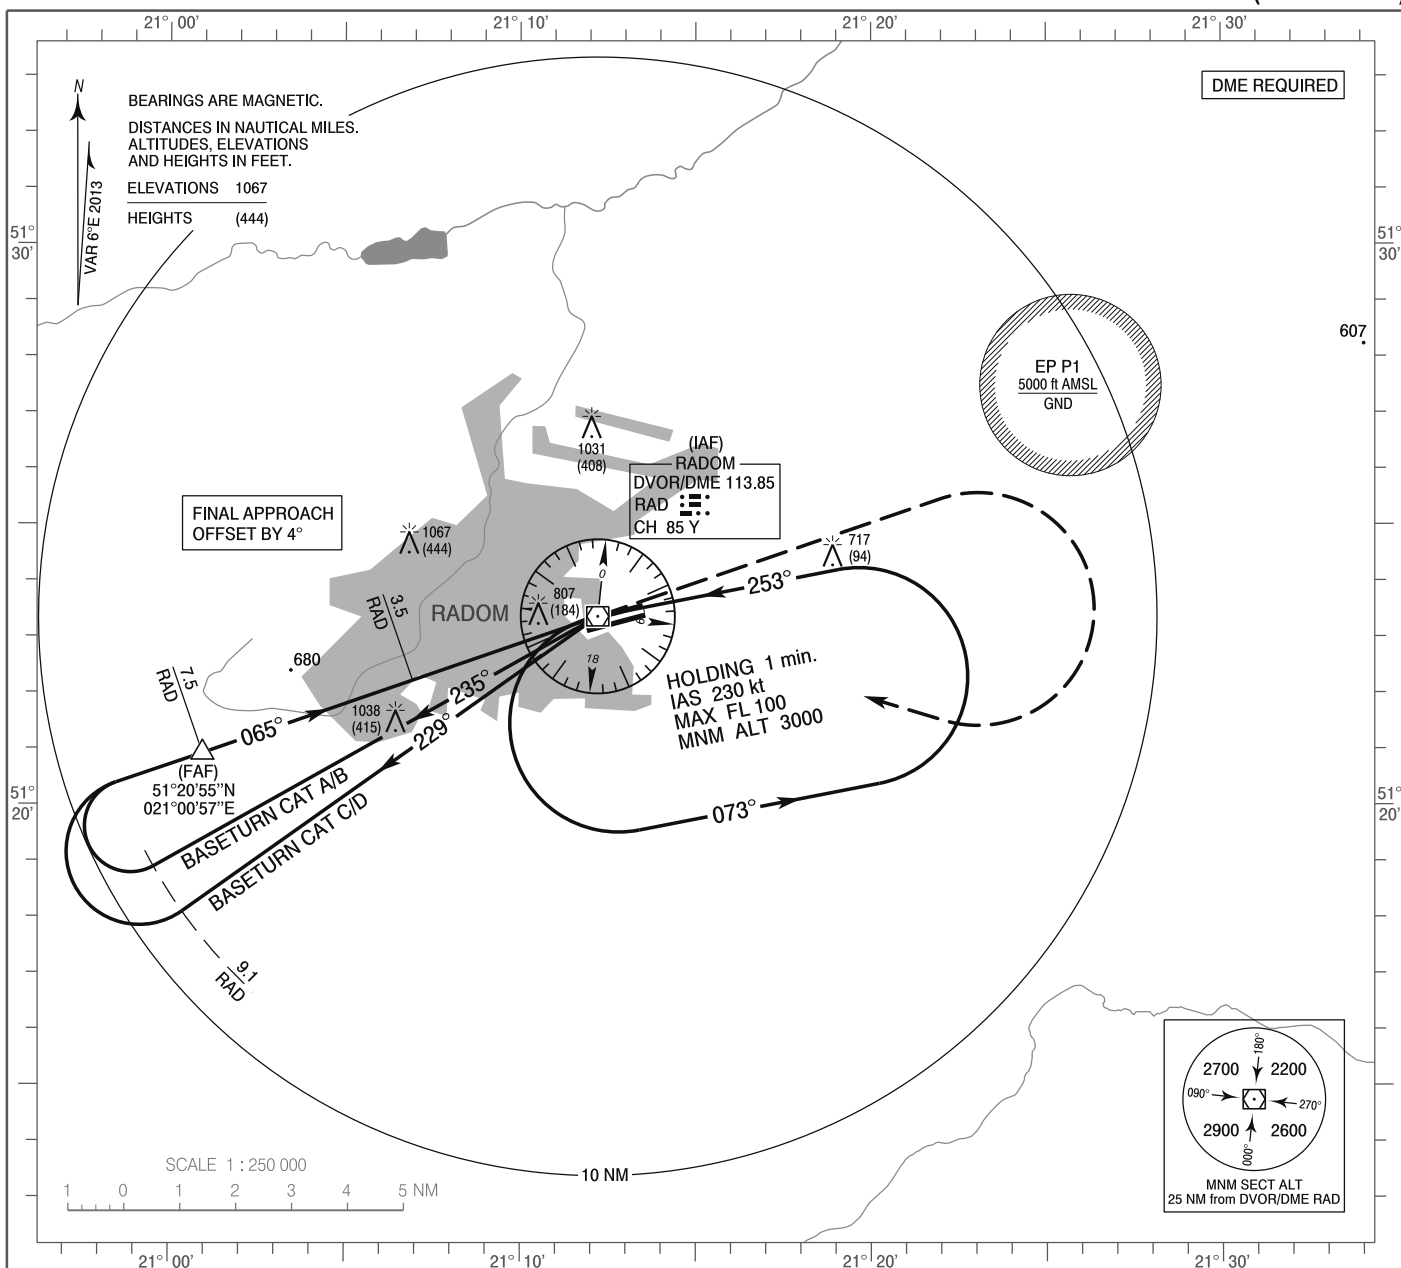 21° 00'
21° 10'
21° 20'
21° 30'
N
VAR 6°E 2013
BEARINGS ARE MAGNETIC.
DISTANCES IN NAUTICAL MILES.
ALTITUDES, ELEVATIONS
AND HEIGHTS IN FEET.
ELEVATIONS 1067
HEIGHTS (444)
DME REQUIRED
51°
30'
51°
30'
607
EP P1
5000 ft AMSL
GND
1031
(408)
(IAF)
RADOM
DVOR/DME 113.85
RAD
CH 85 Y
FINAL APPROACH
OFFSET BY 4°
1067
(444)
717
(94)
253°
807
(184)
0
9
18
RADOM
3.5
RAD
7.5
RAD
680
1038
(415)
235°
229°
065°
HOLDING 1 min.
IAS 230 kt
MAX FL 100
MNM ALT 3000
(FAF)
51°20'55"N
021°00'57"E
51°
20'
51°
20'
073°
BASETURN CAT A/B
BASETURN CAT C/D
9.1
RAD
180°
2700 2200
090°
270°
2900 2600
000°
MNM SECT ALT
25 NM from DVOR/DME RAD
SCALE 1 : 250 000
1 0 1 2 3 4 5 NM
10 NM
21° 00'
21° 10'
21° 20'
21° 30'